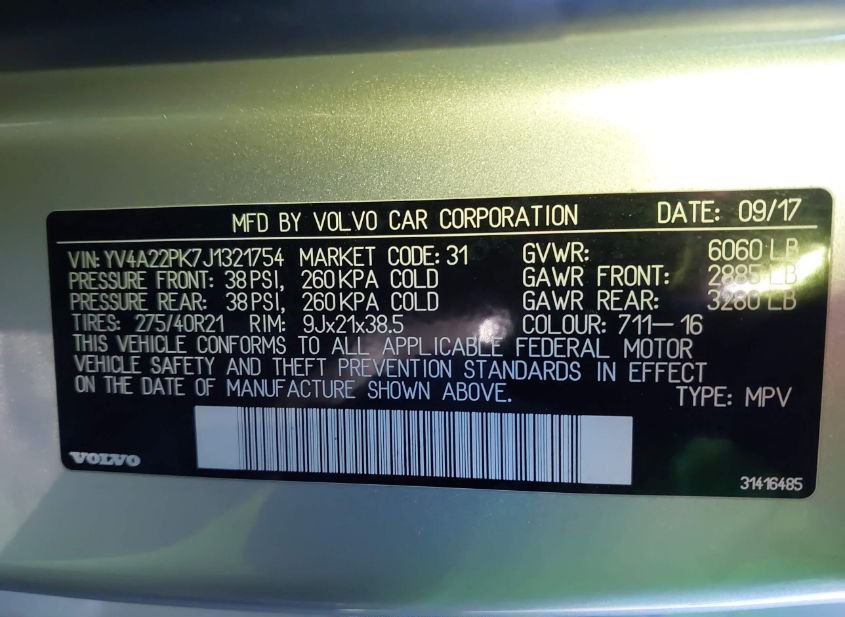 MFD BY VOLVO CAR CORPORATION DATE: 09/17
VIN: YV4A22PK7J1321754 MARKET CODE: 31 GVWR: 6060 LB
PRESSURE FRONT: 38 PSI, 260 KPA COLD GAWR FRONT: 2885 LB
PRESSURE REAR: 38 PSI, 260 KPA COLD GAWR REAR: 3280 LB
TIRES: 275/40R21 RIM: 9Jx21x38.5 COLOUR: 711-16
THIS VEHICLE CONFORMS TO ALL APPLICABLE FEDERAL MOTOR
VEHICLE SAFETY AND THEFT PREVENTION STANDARDS IN EFFECT
ON THE DATE OF MANUFACTURE SHOWN ABOVE. TYPE: MPV
VOLVO 31416485